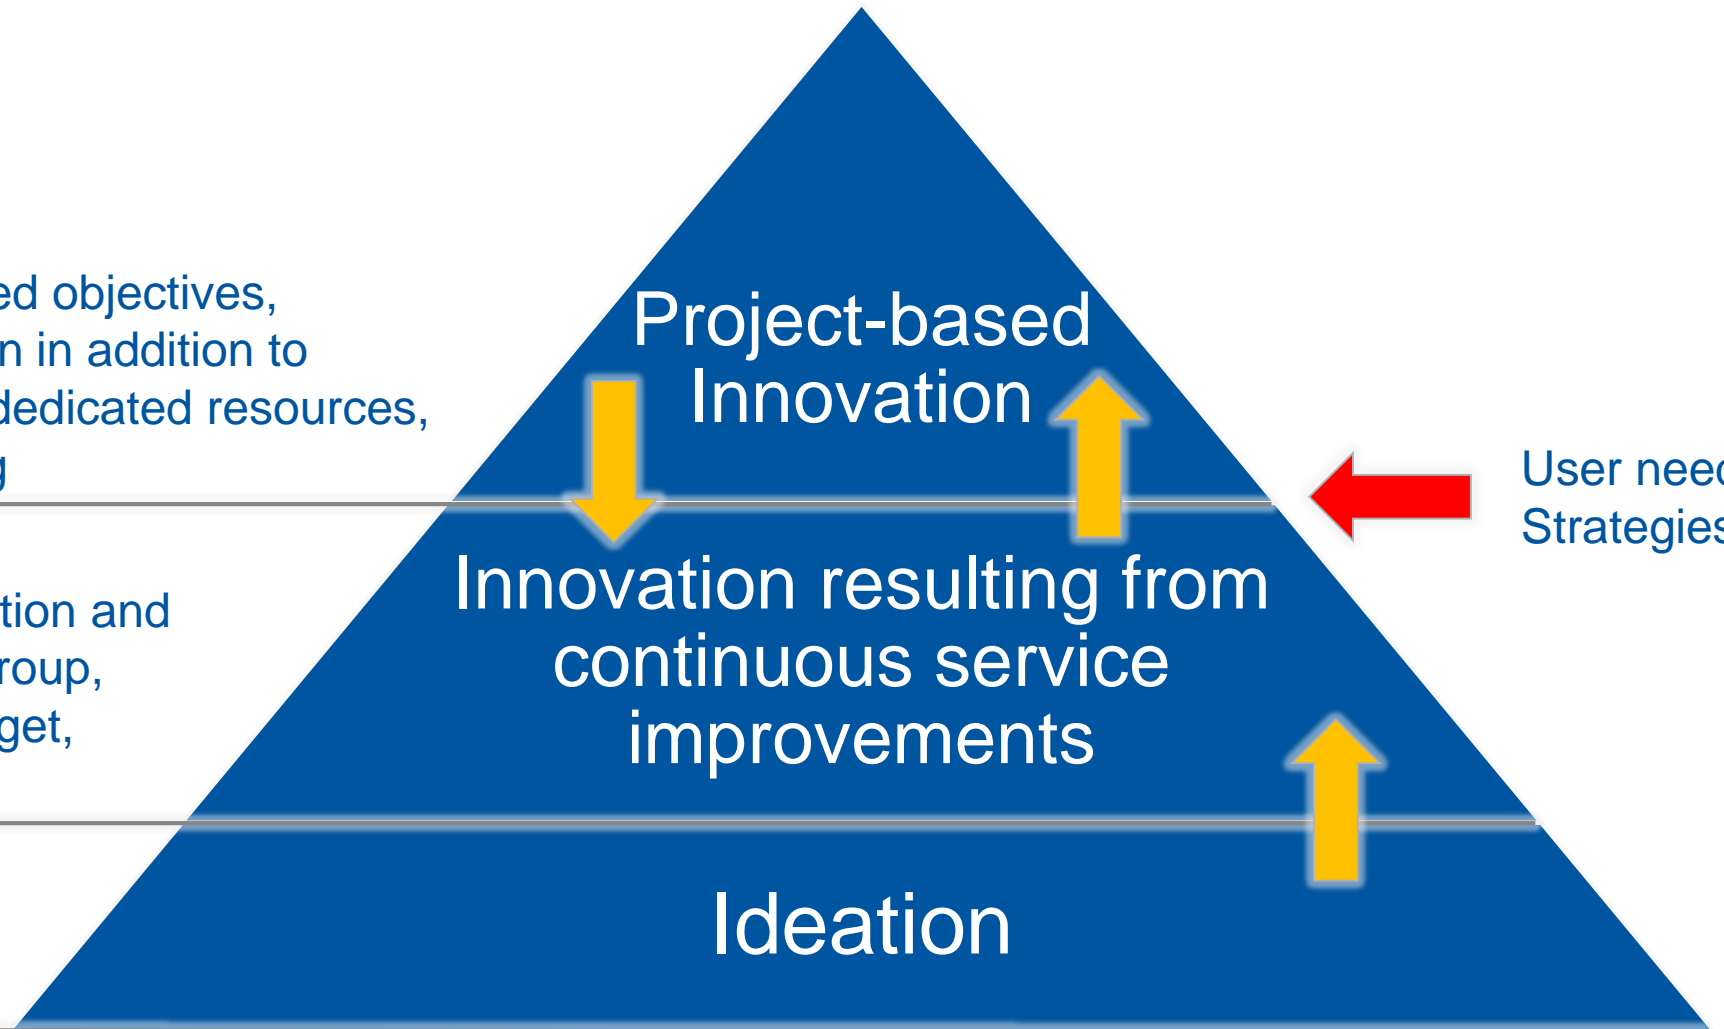 ed objectives,
n in addition to
dedicated resources,
g
Project-based
Innovation
User need
Strategies
tion and
roup,
get,
Innovation resulting from
continuous service
improvements
Ideation